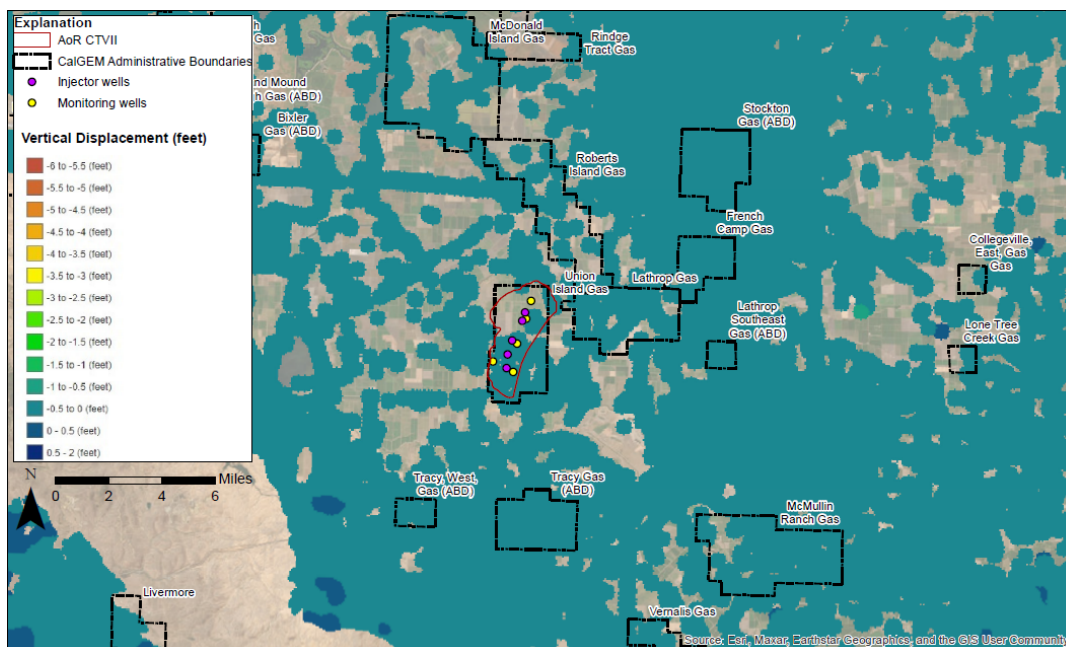 Explanation
AoR CTVII
CalGEM Administrative Boundaries
Injector wells
Monitoring wells
Vertical Displacement (feet)
-6 to -5.5 (feet)
-5.5 to -5 (feet)
-5 to -4.5 (feet)
-4.5 to -4 (feet)
-4 to -3.5 (feet)
-3.5 to -3 (feet)
-3 to -2.5 (feet)
-2.5 to -2 (feet)
-2 to -1.5 (feet)
-1.5 to -1 (feet)
-1 to -0.5 (feet)
-0.5 to 0 (feet)
0 - 0.5 (feet)
0.5 - 2 (feet)
N
0 2 4 6
Miles
h
Gas
nd Mound
h Gas (ABD)
Bixler
Gas (ABD)
McDonald
Island Gas
Rindge
Tract Gas
Stockton
Gas (ABD)
Roberts
Island Gas
French
Camp Gas
Collegeville,
East, Gas
Gas
Union
Island Gas
Lathrop Gas
Lathrop
Southeast
Gas (ABD)
Lone Tree
Creek Gas
Tracy West,
Gas (ABD)
Tracy Gas
(ABD)
McMullin
Ranch Gas
Livermore
Vernalis Gas
Source: Esri, Maxar, Earthstar Geographics, and the GIS User Community